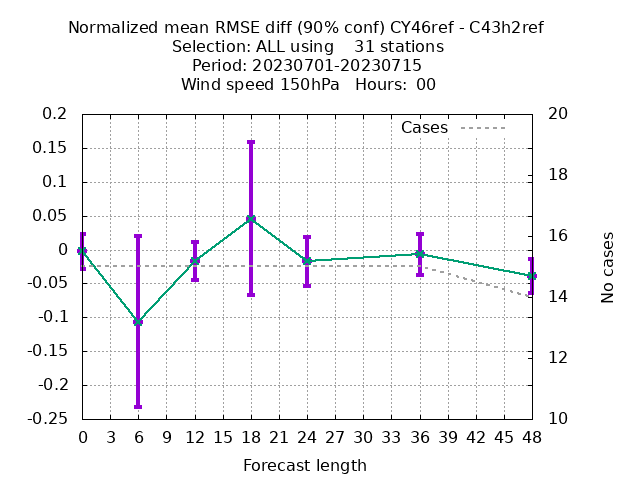 Normalized mean RMSE diff (90% conf) CY46ref - C43h2ref
Selection: ALL using    31 stations
Period: 20230701-20230715
Wind speed 150hPa   Hours: 00
0.2
0.15
0.1
0.05
0
-0.05
-0.1
-0.15
-0.2
-0.25
Cases
20
18
16
14
12
10
No cases
0 3 6 9 12 15 18 21 24 27 30 33 36 39 42 45 48
Forecast length